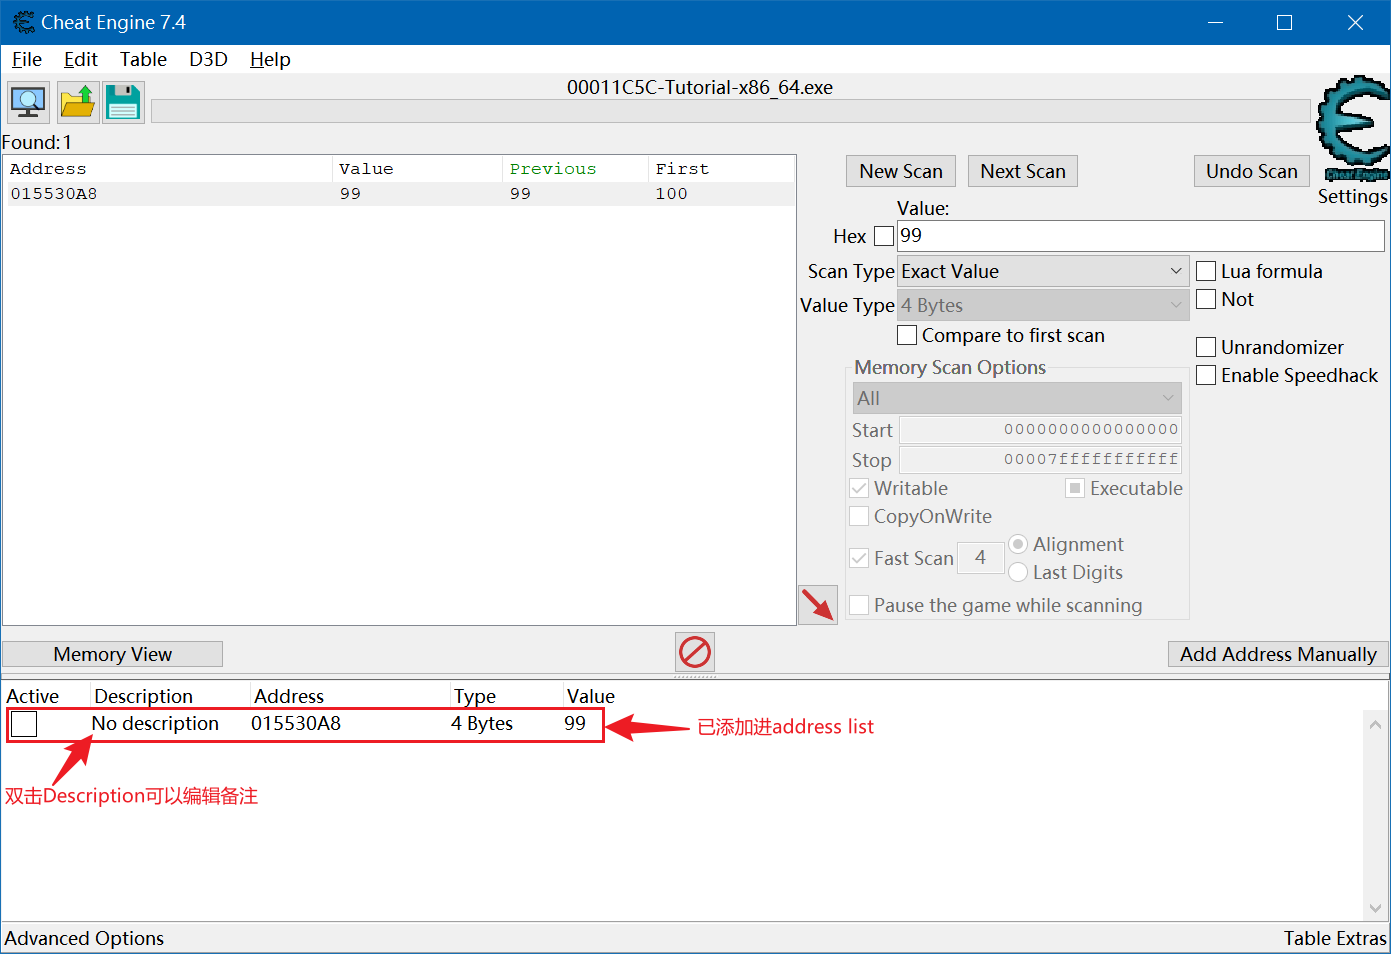 Cheat Engine 7.4
File Edit Table D3D Help
00011C5C-Tutorial-x86_64.exe
Found:1
Address Value Previous First
015530A8 99 99 100
New Scan Next Scan Undo Scan
Cheat Engine
Settings
Value:
Hex 99
Scan Type Exact Value
Lua formula
Value Type 4 Bytes
Not
Compare to first scan
Unrandomizer
Enable Speedhack
Memory Scan Options
All
Start 0000000000000000
Stop 00007fffffffffff
Writable Executable
CopyOnWrite
Fast Scan 4 Alignment
Last Digits
Pause the game while scanning
Memory View
Add Address Manually
Active Description Address Type Value
No description 015530A8 4 Bytes 99
已添加进address list
双击Description可以编辑备注
Advanced Options
Table Extras